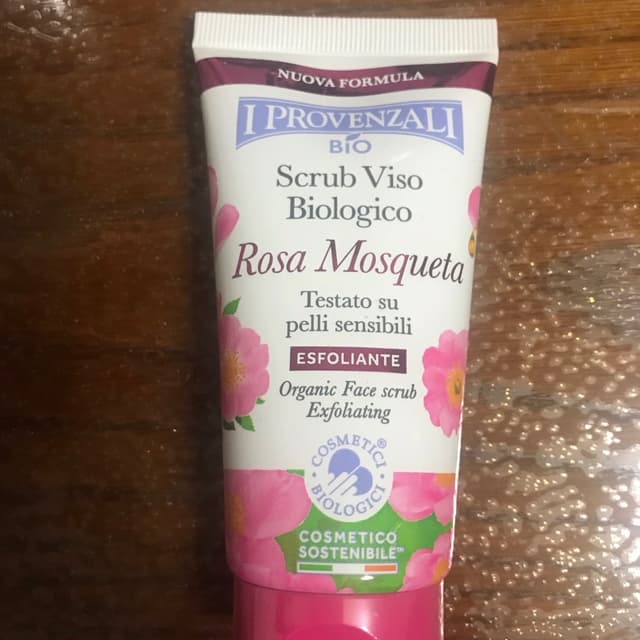 NUOVA FORMULA
I PROVENZALI
BIO
Scrub Viso
Biologico
Rosa Mosqueta
Testato su
pelli sensibili
ESFOLIANTE
Organic Face scrub
Exfoliating
COSMETICI®
BIOLOGICI
COSMETICO
SOSTENIBILE™